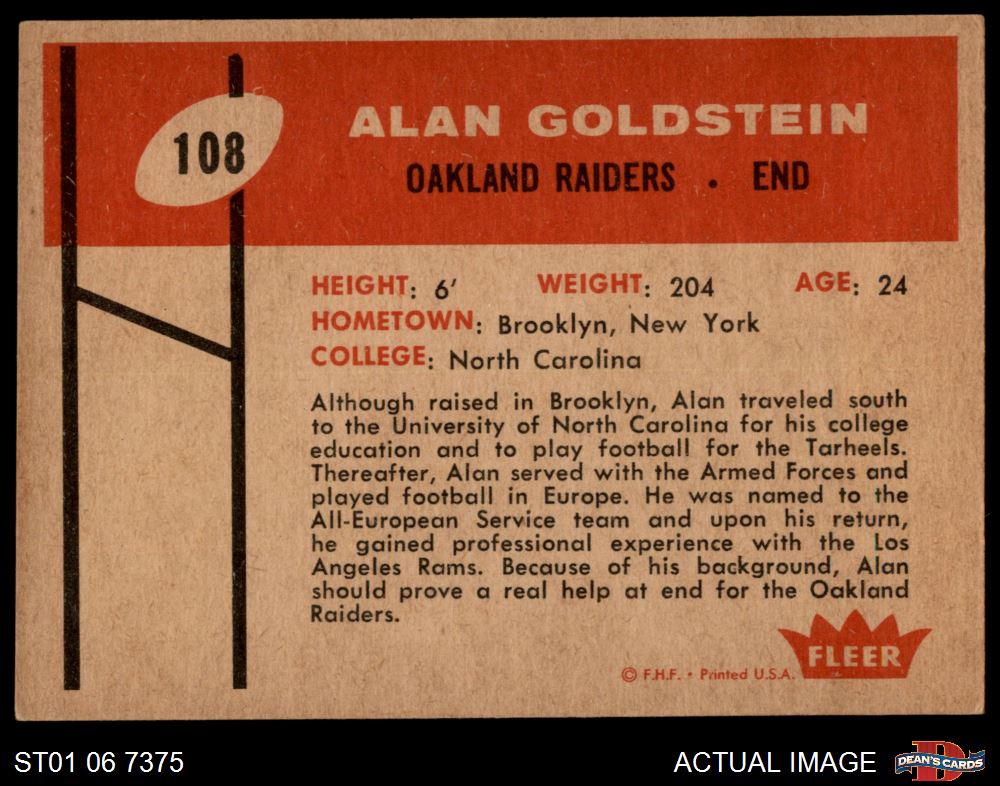 108
ALAN GOLDSTEIN
OAKLAND RAIDERS . END
HEIGHT: 6' WEIGHT: 204 AGE: 24
HOMETOWN: Brooklyn, New York
COLLEGE: North Carolina
Although raised in Brooklyn, Alan traveled south
to the University of North Carolina for his college
education and to play football for the Tarheels.
Thereafter, Alan served with the Armed Forces and
played football in Europe. He was named to the
All-European Service team and upon his return,
he gained professional experience with the Los
Angeles Rams. Because of his background, Alan
should prove a real help at end for the Oakland
Raiders.
FLEER
© F.H.F. • Printed U.S.A.
ST01 06 7375
ACTUAL IMAGE
D
DEAN'S CARDS